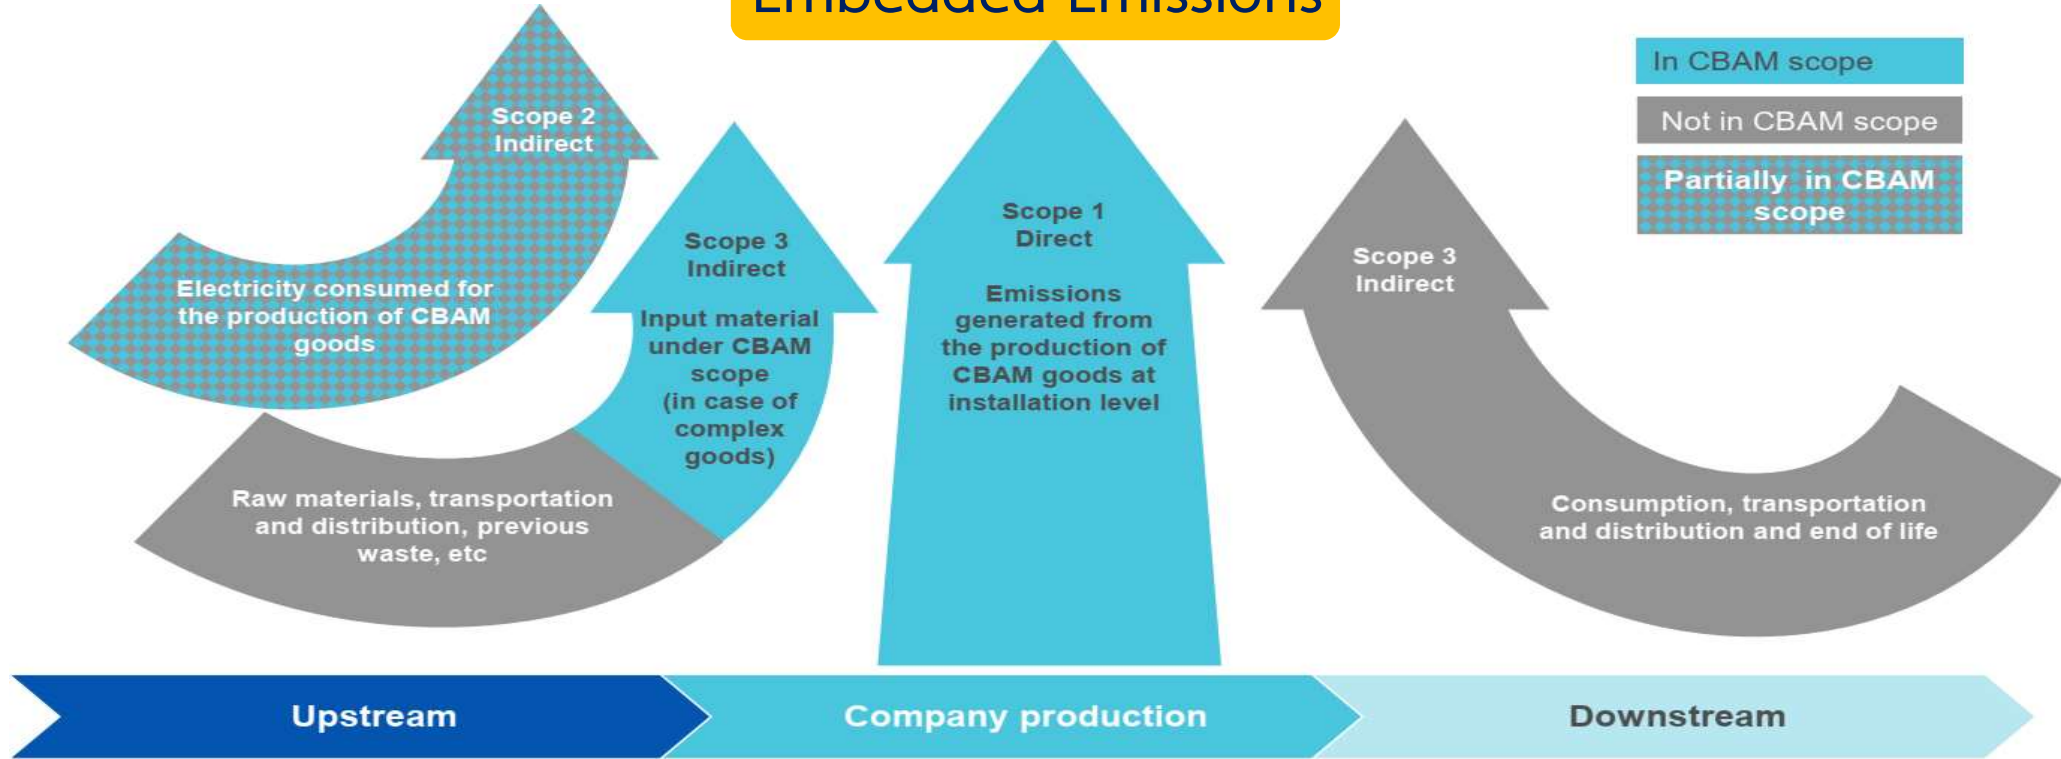 Embedded Emissions
In CBAM scope
Not in CBAM scope
Partially in CBAM
scope
Scope 2
Indirect
Electricity consumed for
the production of CBAM
goods
Scope 3
Indirect
Input material
under CBAM
scope
(in case of
complex
goods)
Raw materials, transportation
and distribution, previous
waste, etc
Scope 1
Direct
Emissions
generated from
the production of
CBAM goods at
installation level
Scope 3
Indirect
Consumption, transportation
and distribution and end of life
Upstream
Company production
Downstream